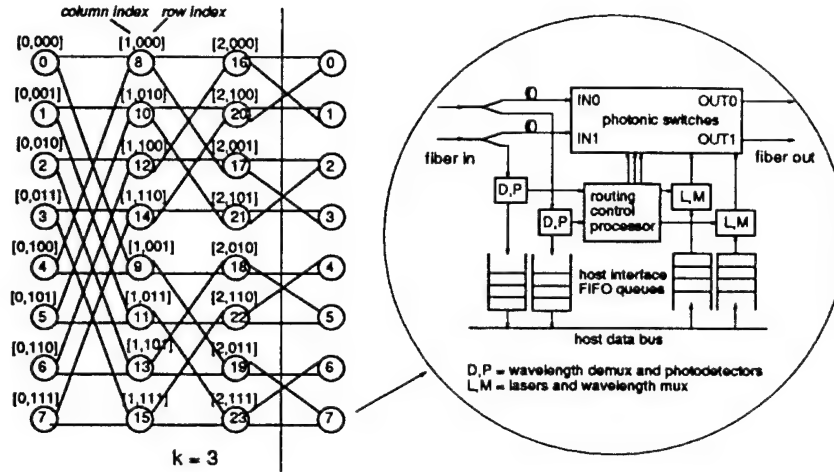 column index row index
[0,000] [1,000] [2,000]
0 8 16 0
[0,001] [1,010] [2,100]
1 10 20 1
[0,010] [1,100] [2,001]
2 12 17 2
[0,011] [1,110] [2,101]
3 14 21 3
[0,100] [1,001] [2,010]
4 9 18 4
[0,101] [1,011] [2,110]
5 11 22 5
[0,110] [1,101] [2,011]
6 13 19 6
[0,111] [1,111] [2,111]
7 15 23 7
k = 3
IN0 OUT0
photonic switches
IN1 OUT1
fiber in fiber out
D,P routing L,M
D,P control L,M
processor
host interface
FIFO queues
host data bus
D,P = wavelength demux and photodetectors
L,M = lasers and wavelength mux